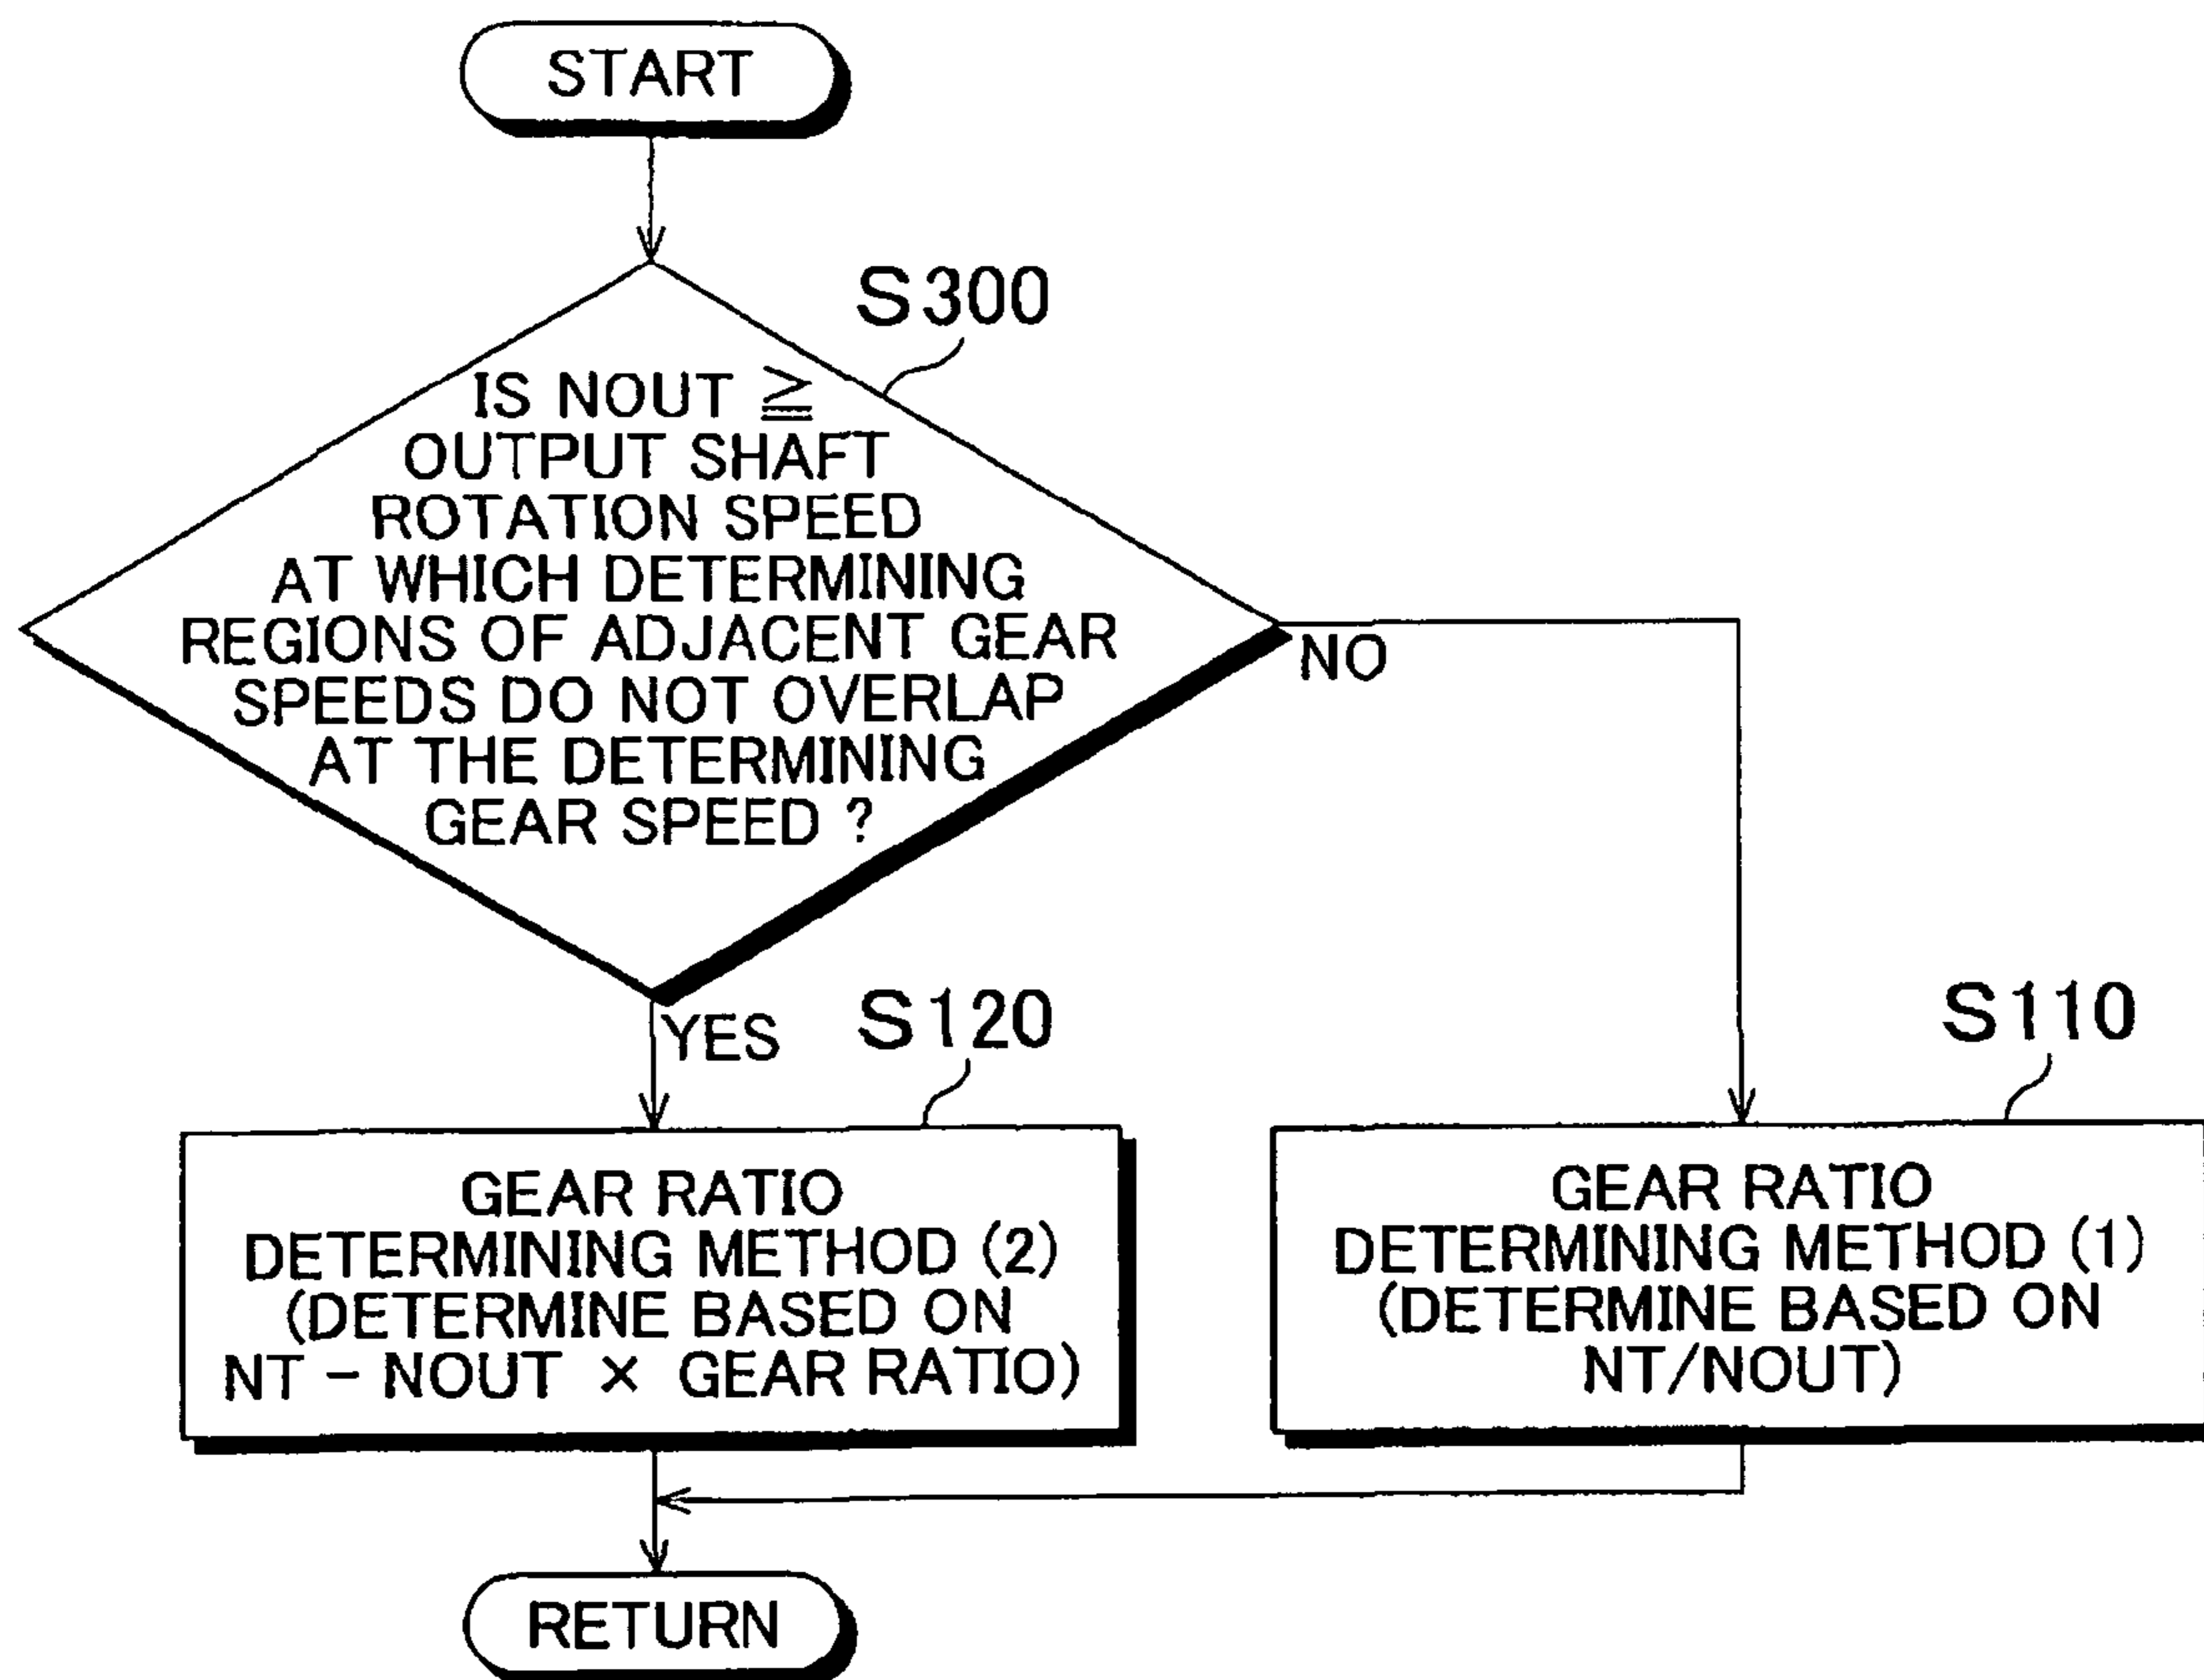 START
S300
IS NOUT ≧
OUTPUT SHAFT
ROTATION SPEED
AT WHICH DETERMINING
REGIONS OF ADJACENT GEAR
SPEEDS DO NOT OVERLAP
AT THE DETERMINING
GEAR SPEED ?
NO
YES
S120
GEAR RATIO
DETERMINING METHOD (2)
(DETERMINE BASED ON
NT − NOUT × GEAR RATIO)
S110
GEAR RATIO
DETERMINING METHOD (1)
(DETERMINE BASED ON
NT/NOUT)
RETURN